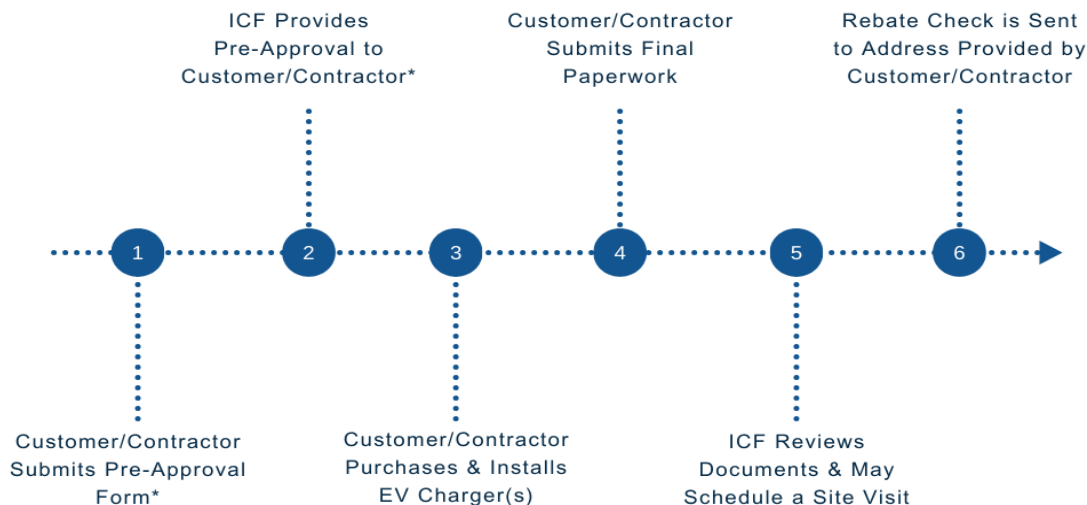 ICF Provides
Pre-Approval to
Customer/Contractor*
Customer/Contractor
Submits Final
Paperwork
Rebate Check is Sent
to Address Provided by
Customer/Contractor
1
2
3
4
5
6
Customer/Contractor
Submits Pre-Approval
Form*
Customer/Contractor
Purchases & Installs
EV Charger(s)
ICF Reviews
Documents & May
Schedule a Site Visit